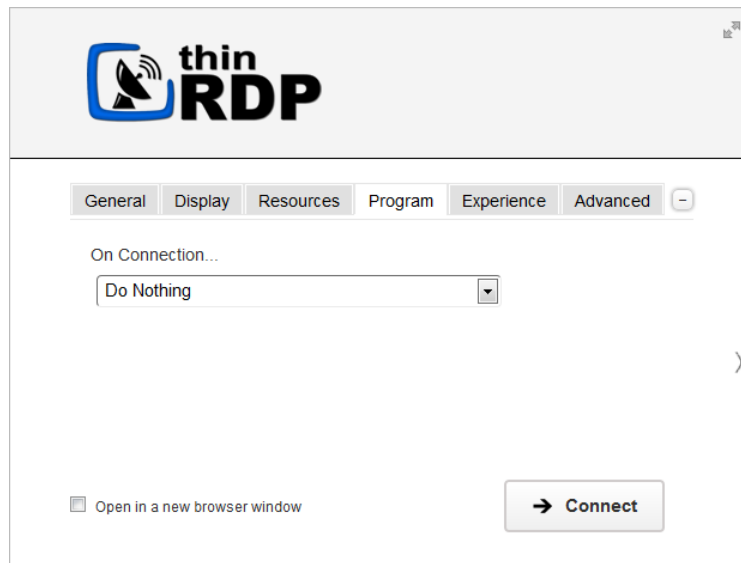 thin
RDP
General Display Resources Program Experience Advanced
On Connection...
Do Nothing
Open in a new browser window
Connect